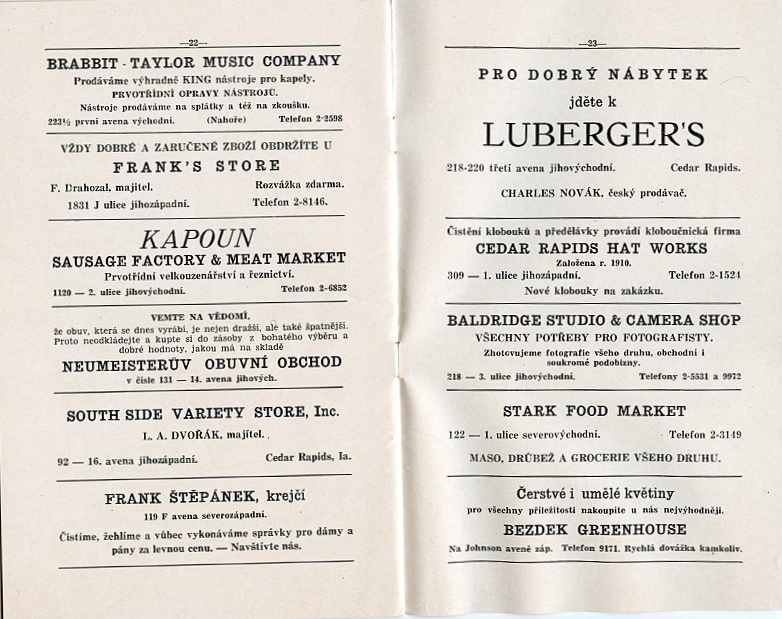 —22—
BRABBIT - TAYLOR MUSIC COMPANY
Prodáváme výhradně KING nástroje pro kapely.
PRVOTŘÍDNÍ OPRAVY NÁSTROJŮ.
Nástroje prodáváme na splátky a též na zkoušku.
223½ první avena východní. (Nahoře) Telefon 2-2598
VŽDY DOBRÉ A ZARUČENÉ ZBOŽÍ OBDRŽÍTE U
FRANK'S STORE
F. Drahozal, majitel. Rozvážka zdarma.
1831 J ulice jihozápadní. Telefon 2-8146.
KAPOUN
SAUSAGE FACTORY & MEAT MARKET
Prvotřídní velkouzenářství a řeznictví.
1120 — 2. ulice jihovýchodní. Telefon 2-6852
VEMTE NA VĚDOMÍ,
že obuv, která se dnes vyrábí, je nejen dražší, ale také špatnější.
Proto neodkládejte a kupte si do zásoby z bohatého výběru a
dobré hodnoty, jakou má na skladě
NEUMEISTERŮV OBUVNÍ OBCHOD
v čísle 131 — 14. avena jihových.
SOUTH SIDE VARIETY STORE, Inc.
L. A. DVOŘÁK, majítel.
92 — 16. avena jihozápadní. Cedar Rapids, Ia.
FRANK ŠTĚPÁNEK, krejčí
119 F avena severozápadní.
Čistíme, žehlíme a vůbec vykonáváme správky pro dámy a
pány za levnou cenu. — Navštivte nás.
—23—
PRO DOBRÝ NÁBYTEK
jděte k
LUBERGER'S
218-220 třetí avena jihovýchodní. Cedar Rapids.
CHARLES NOVÁK, český prodávač.
Čistění klobouků a předělávky provádí kloboučnická firma
CEDAR RAPIDS HAT WORKS
Založena r. 1910.
309 — 1. ulice jihozápadní. Telefon 2-1524
Nové klobouky na zakázku.
BALDRIDGE STUDIO & CAMERA SHOP
VŠECHNY POTŘEBY PRO FOTOGRAFISTY.
Zhotovujeme fotografie všeho druhu, obchodní i
soukromé podobizny.
218 — 3. ulice jihovýchodní. Telefony 2-5531 a 9972
STARK FOOD MARKET
122 — 1. ulice severovýchodní. Telefon 2-3149
MASO, DRŮBEŽ A GROCERIE VŠEHO DRUHU.
Čerstvé i umělé květiny
pro všechny příležitosti nakoupíte u nás nejvýhodněji.
BEZDEK GREENHOUSE
Na Johnson aveně záp. Telefon 9171. Rychlá dovážka kamkoliv.